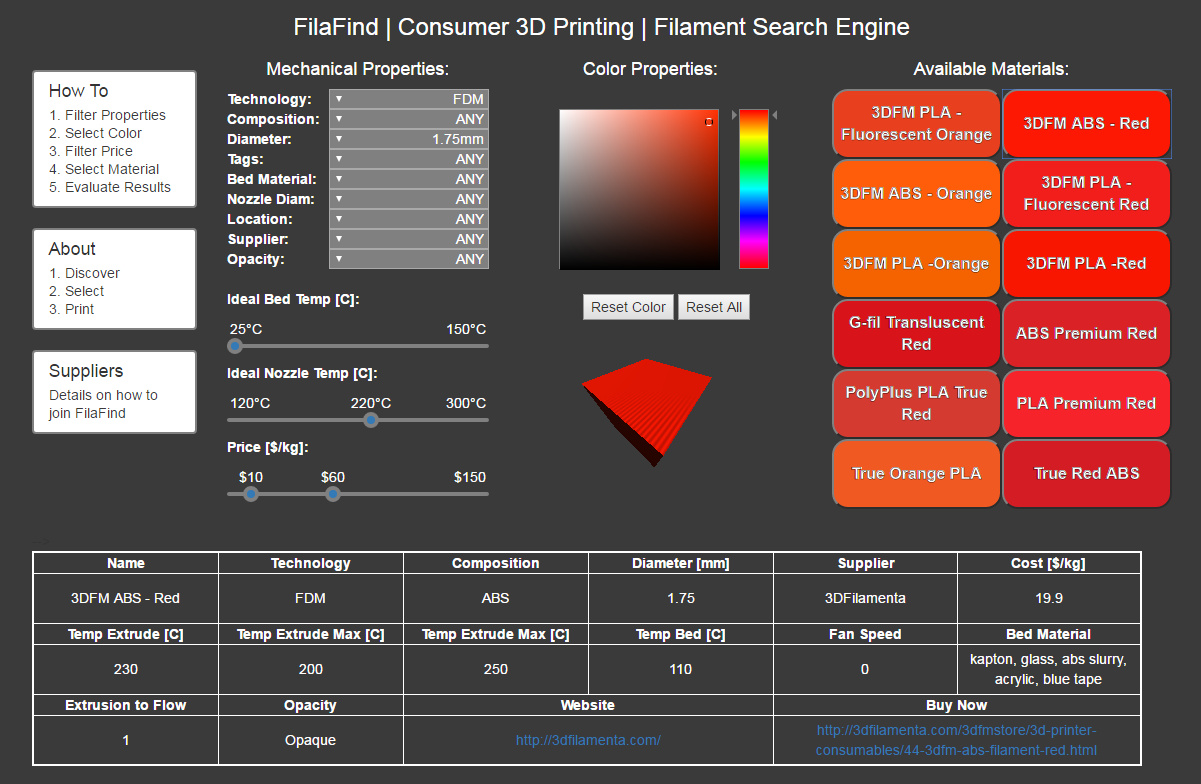 FilaFind | Consumer 3D Printing | Filament Search Engine
How To
1. Filter Properties
2. Select Color
3. Filter Price
4. Select Material
5. Evaluate Results
About
1. Discover
2. Select
3. Print
Suppliers
Details on how to
join FilaFind
Mechanical Properties:
Technology: FDM
Composition: ANY
Diameter: 1.75mm
Tags: ANY
Bed Material: ANY
Nozzle Diam: ANY
Location: ANY
Supplier: ANY
Opacity: ANY
Ideal Bed Temp [C]:
25°C 150°C
Ideal Nozzle Temp [C]:
120°C 220°C 300°C
Price [$/kg]:
$10 $60 $150
Color Properties:
Reset Color Reset All
Available Materials:
3DFM PLA -
Fluorescent Orange
3DFM ABS - Red
3DFM ABS - Orange
3DFM PLA -
Fluorescent Red
3DFM PLA -Orange
3DFM PLA -Red
G-fil Transluscent
Red
ABS Premium Red
PolyPlus PLA True
Red
PLA Premium Red
True Orange PLA
True Red ABS
Name Technology Composition Diameter [mm] Supplier Cost [$/kg]
3DFM ABS - Red FDM ABS 1.75 3DFilamenta 19.9
Temp Extrude [C] Temp Extrude Max [C] Temp Extrude Max [C] Temp Bed [C] Fan Speed Bed Material
230 200 250 110 0 kapton, glass, abs slurry,
acrylic, blue tape
Extrusion to Flow Opacity Website Buy Now
1 Opaque http://3dfilamenta.com/ http://3dfilamenta.com/3dfmstore/3d-printer-
consumables/44-3dfm-abs-filament-red.html